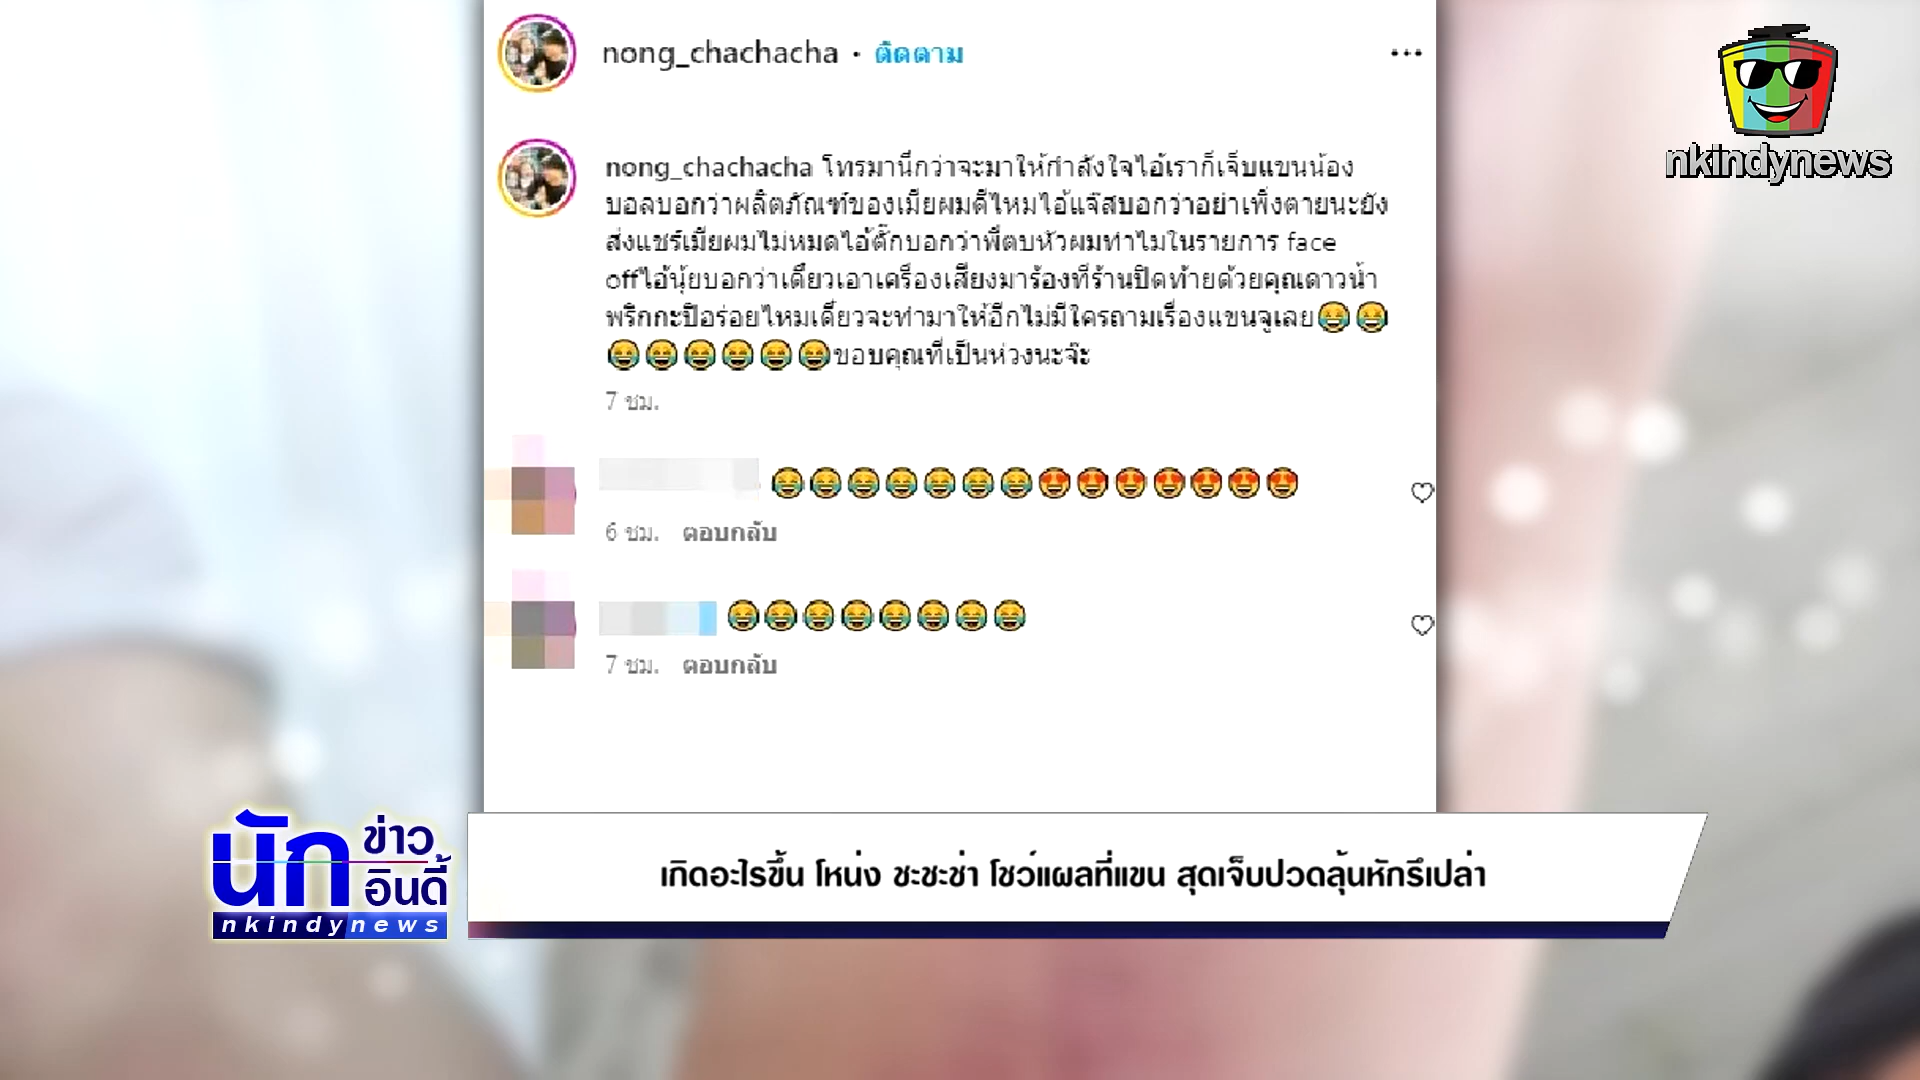 nong_chachacha • ติดตาม
nkindynews
nong_chachacha โทรมานึกว่าจะมาให้กำลังใจไอ้เราก็เจ็บแขนน้อง
บอลบอกว่าผลิตภัณฑ์ของเมียผมดีไหมไอ้แจ๊สบอกว่าอย่าเพิ่งตายนะยัง
ส่งแชร์เมียผมไม่หมดไอ้ตั๊กบอกว่าพี่ตบหัวผมทำไมในรายการ face
offไอ้นุ้ยบอกว่าเดี๋ยวเอาเครื่องเสียงมาร้องที่ร้านปิดท้ายด้วยคุณดาวน้ำ
พริกกะปิอร่อยไหมเดี๋ยวจะทำมาให้อีกไม่มีใครถามเรื่องแขนจูเลย😂😂
😂😂😂😂😂😂ขอบคุณที่เป็นห่วงนะจ๊ะ
7 ชม.
😂😂😂😂😂😂😂😍😍😍😍😍😍😍
6 ชม. ตอบกลับ
😂😂😂😂😂😂😂😂
7 ชม. ตอบกลับ
นักข่าวอินดี้
nkindynews
เกิดอะไรขึ้น โหน่ง ชะชะช่า โชว์แผลที่แขน สุดเจ็บปวดลุ้นหักรึเปล่า